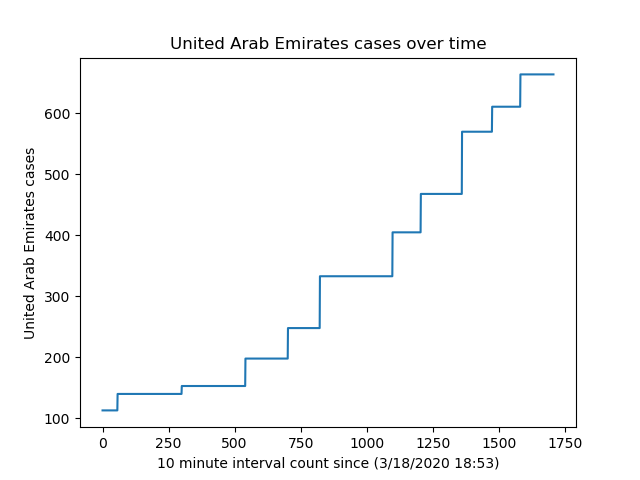 United Arab Emirates cases over time
United Arab Emirates cases
600
500
400
300
200
100
0 250 500 750 1000 1250 1500 1750
10 minute interval count since (3/18/2020 18:53)